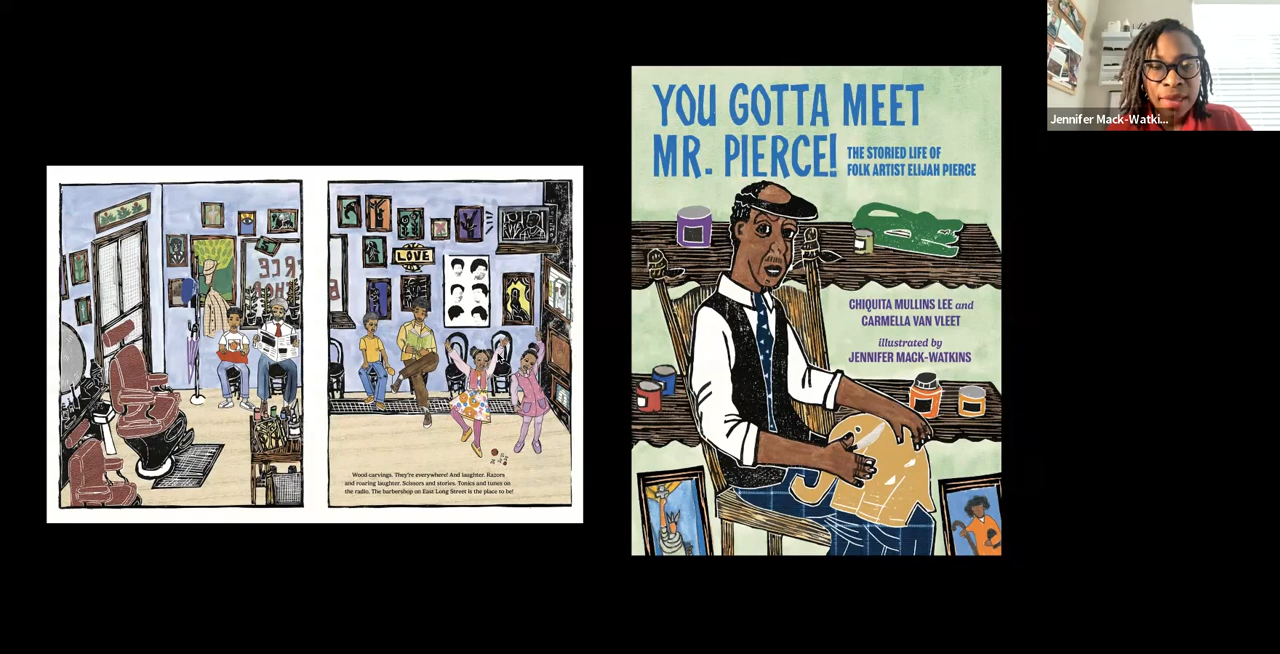 LOVE
Wood carvings. They're everywhere! And laughter. Razors
and roaring laughter. Scissors and stories. Tonics and tunes on
the radio. The barbershop on East Long Street is the place to be!
YOU GOTTA MEET
MR. PIERCE!
THE STORIED LIFE OF
FOLK ARTIST ELIJAH PIERCE
CHIQUITA MULLINS LEE and
CARMELLA VAN VLEET
illustrated by
JENNIFER MACK-WATKINS
Jennifer Mack-Watki...